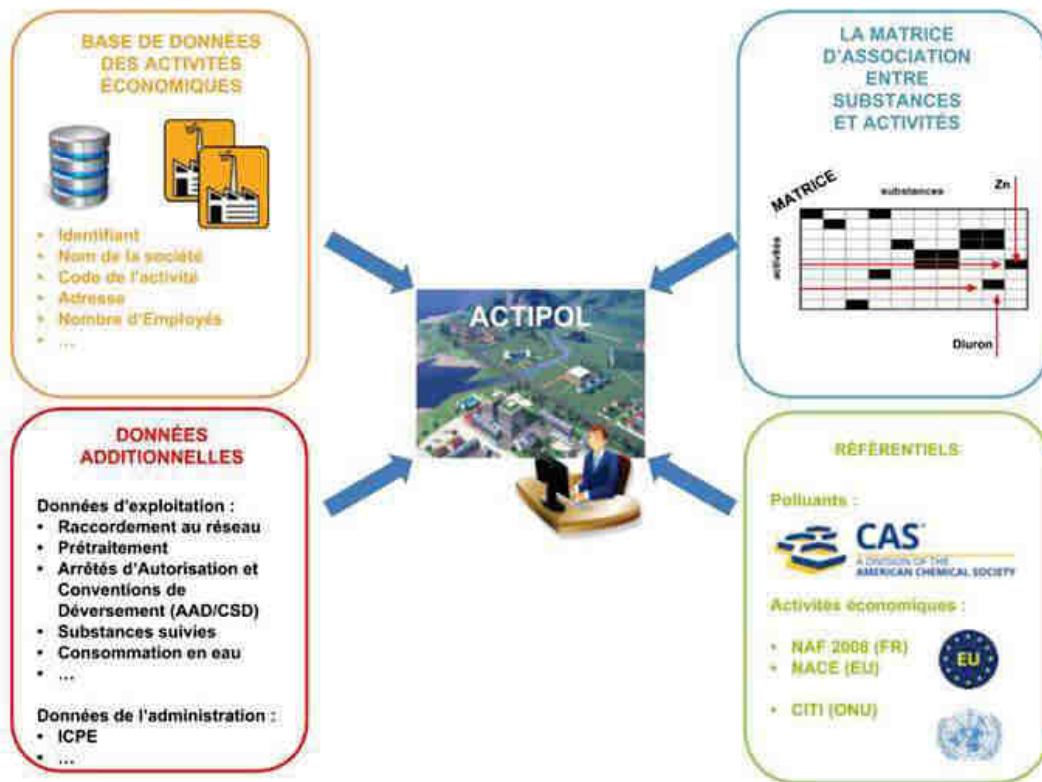 BASE DE DONNÉES
DES ACTIVITÉS
ÉCONOMIQUES
• Identifiant
• Nom de la société
• Code de l'activité
• Adresse
• Nombre d'Employés
• ...
LA MATRICE
D'ASSOCIATION
ENTRE
SUBSTANCES
ET ACTIVITÉS
MATRICE
substances
Zn
activités
Diuron
ACTIPOL
DONNÉES
ADDITIONNELLES
Données d'exploitation :
• Raccordement au réseau
• Prétraitement
• Arrêtés d'Autorisation et
Conventions de
Déversement (AAD/CSD)
• Substances suivies
• Consommation en eau
• ...
Données de l'administration :
• ICPE
• ...
RÉFÉRENTIELS
Polluants :
CAS
A DIVISION OF THE
AMERICAN CHEMICAL SOCIETY
Activités économiques :
• NAF 2008 (FR)
• NACE (EU)
EU
• CITI (ONU)